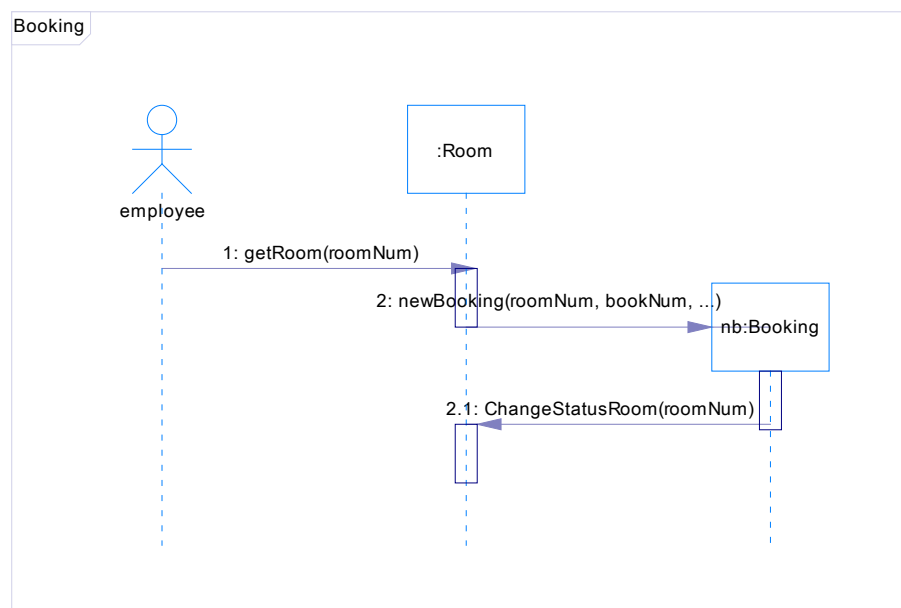 Booking
:Room
employee
1: getRoom(roomNum)
2: newBooking(roomNum, bookNum, ...)
nb:Booking
2.1: ChangeStatusRoom(roomNum)